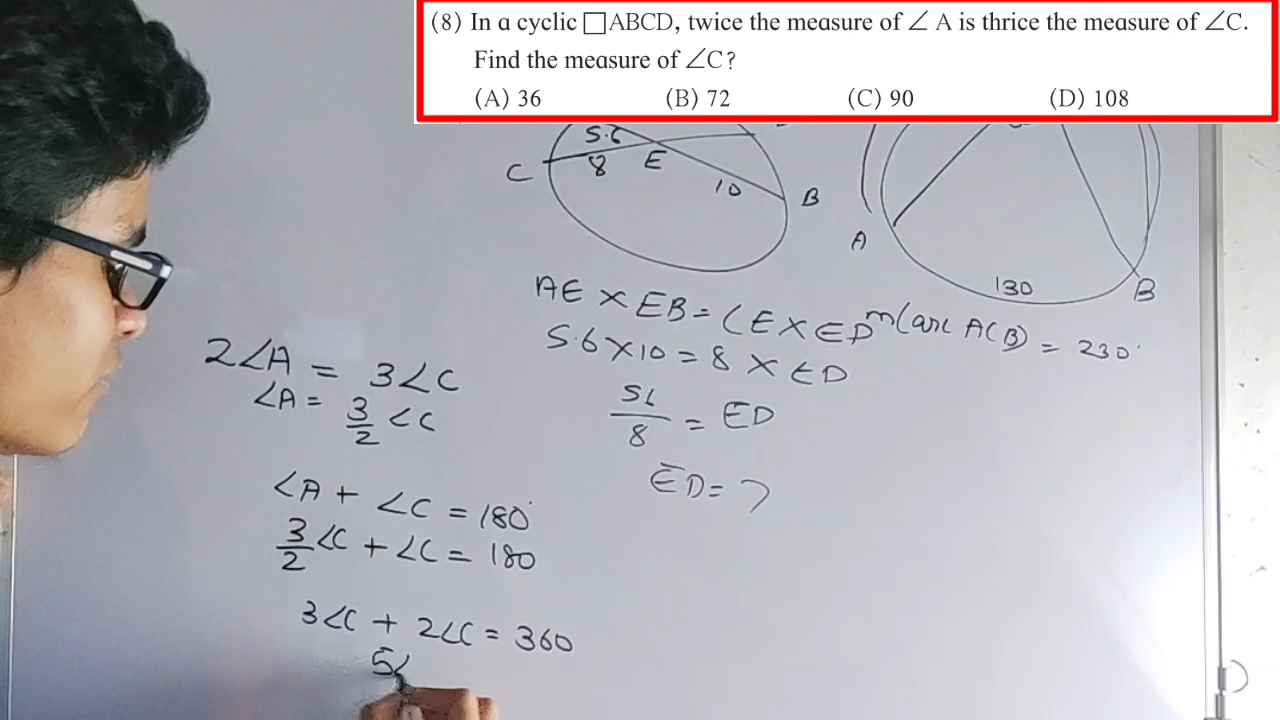 (8) In a cyclic □ABCD, twice the measure of ∠ A is thrice the measure of ∠C.
Find the measure of ∠C?
(A) 36 (B) 72 (C) 90 (D) 108
5.6
C 8 E
10 B
A
130 B
AE × EB = CE × ED
5.6 × 10 = 8 × ED
56/8 = ED
ED = 7
m(arc ACB) = 230°
2∠A = 3∠C
∠A = 3/2 ∠C
∠A + ∠C = 180°
3/2 ∠C + ∠C = 180
3∠C + 2∠C = 360
5∠